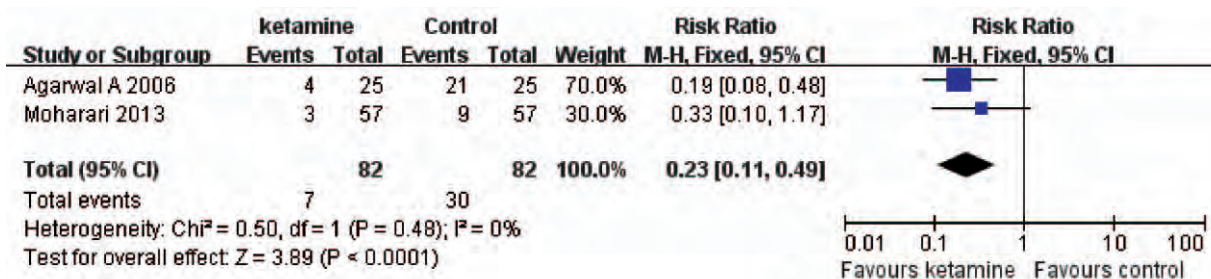 ketamine Control Risk Ratio Risk Ratio
Study or Subgroup Events Total Events Total Weight M-H, Fixed, 95% CI M-H, Fixed, 95% CI
Agarwal A 2006 4 25 21 25 70.0% 0.19 [0.08, 0.48]
Moharari 2013 3 57 9 57 30.0% 0.33 [0.10, 1.17]
Total (95% CI) 82 82 100.0% 0.23 [0.11, 0.49]
Total events 7 30
Heterogeneity: Chi² = 0.50, df = 1 (P = 0.48); I² = 0%
Test for overall effect: Z = 3.89 (P < 0.0001)
0.01 0.1 1 10 100
Favours ketamine Favours control